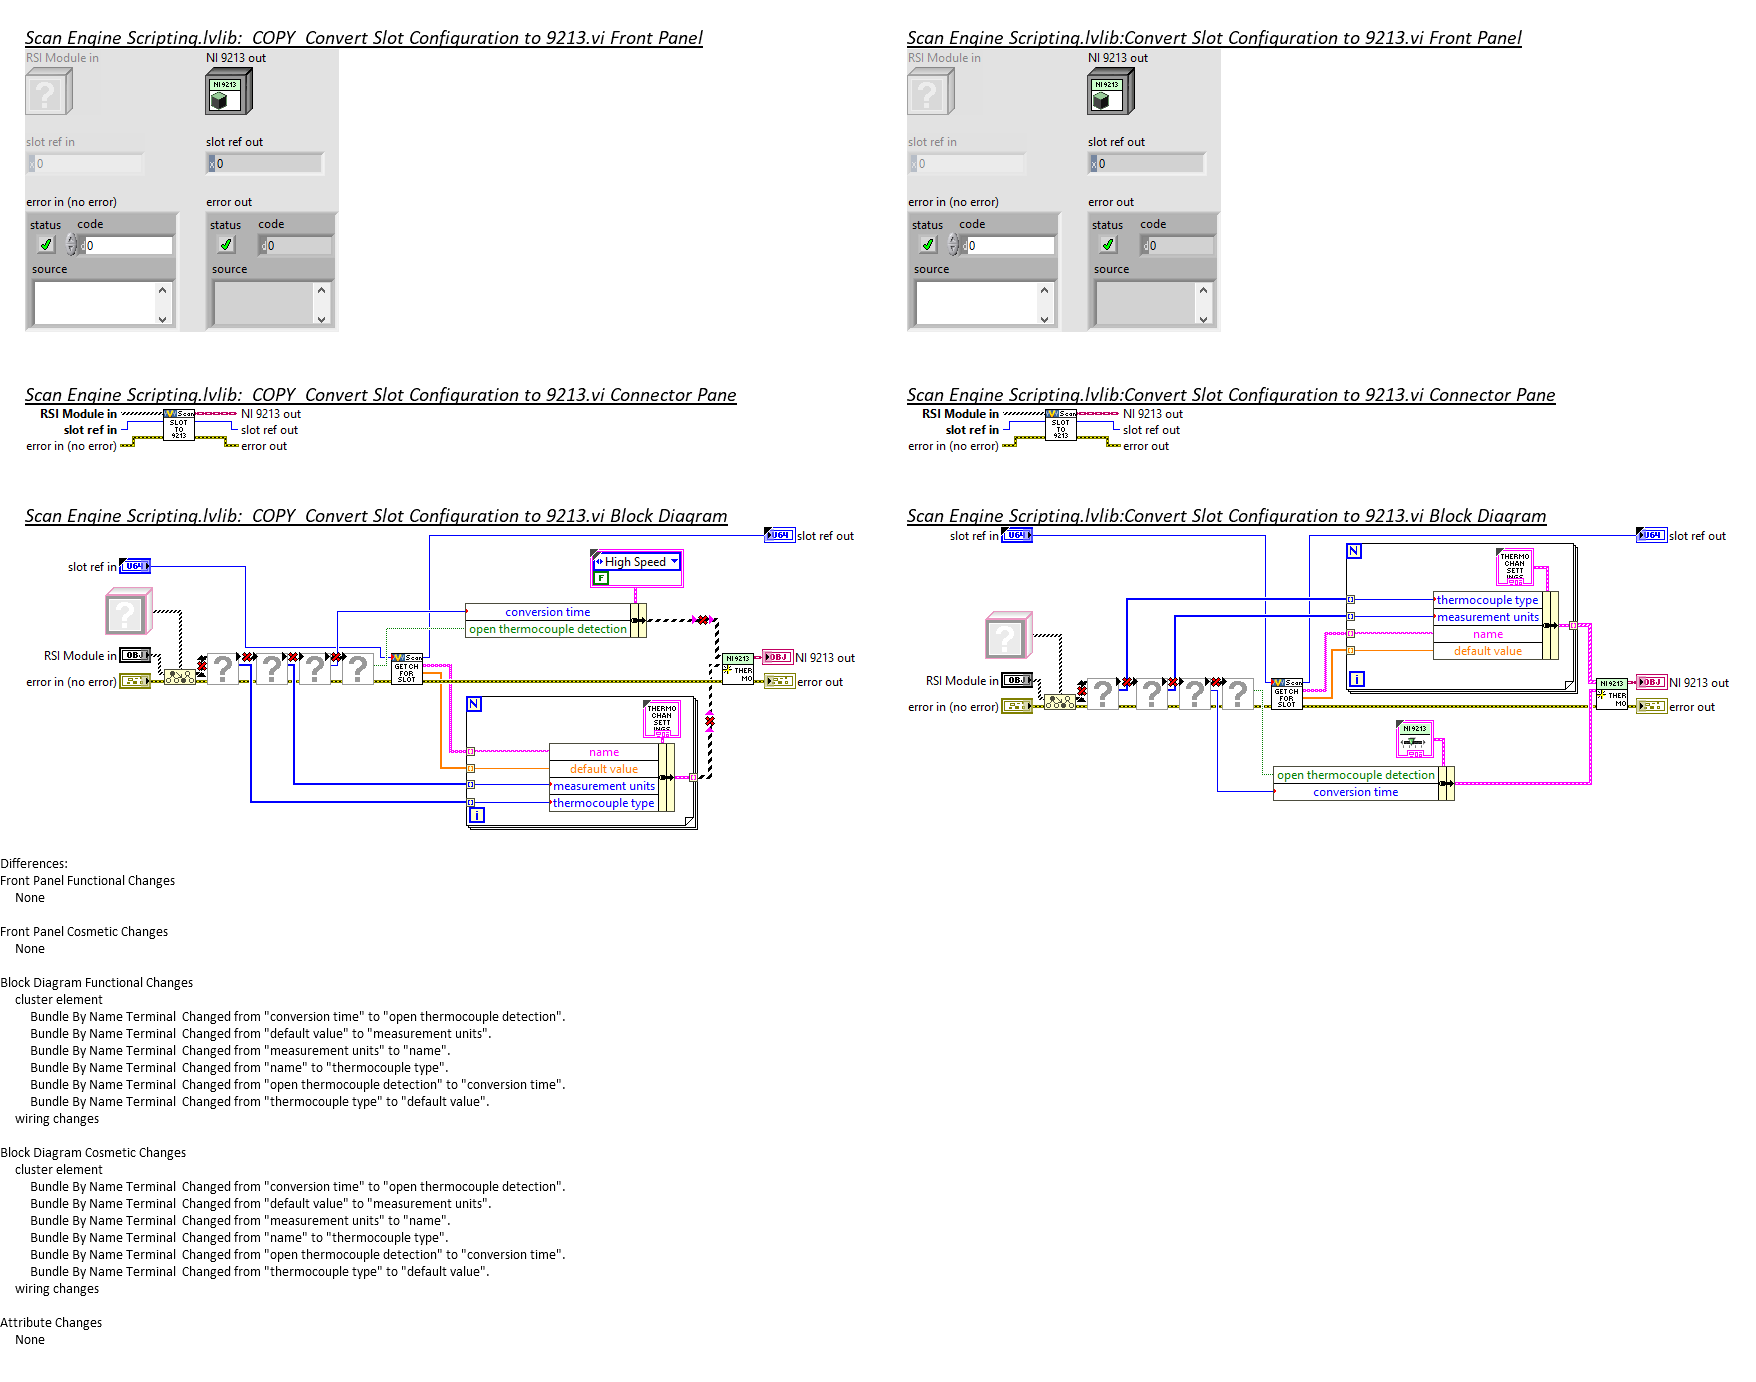 Scan Engine Scripting.lvlib:  COPY  Convert Slot Configuration to 9213.vi Front Panel
RSI Module in
NI 9213 out
NI 9213
slot ref in
slot ref out
x 0
x 0
error in (no error)
error out
status
code
status
code
d 0
d 0
source
source
Scan Engine Scripting.lvlib:Convert Slot Configuration to 9213.vi Front Panel
RSI Module in
NI 9213 out
NI 9213
slot ref in
slot ref out
x 0
x 0
error in (no error)
error out
status
code
status
code
d 0
d 0
source
source
Scan Engine Scripting.lvlib:  COPY  Convert Slot Configuration to 9213.vi Connector Pane
RSI Module in
slot ref in
error in (no error)
Scan
SLOT
TO
9213
NI 9213 out
slot ref out
error out
Scan Engine Scripting.lvlib:Convert Slot Configuration to 9213.vi Connector Pane
RSI Module in
slot ref in
error in (no error)
Scan
SLOT
TO
9213
NI 9213 out
slot ref out
error out
Scan Engine Scripting.lvlib:  COPY  Convert Slot Configuration to 9213.vi Block Diagram
U64
slot ref out
slot ref in
U64
High Speed
F
?
conversion time
open thermocouple detection
RSI Module in
OBJ
error in (no error)
?
?
?
?
Scan
GET CH
FOR
SLOT
NI 9213
THER
MO
OBJ
NI 9213 out
error out
N
THERMO
CHAN
SETT
INGS
name
default value
measurement units
thermocouple type
i
Scan Engine Scripting.lvlib:Convert Slot Configuration to 9213.vi Block Diagram
slot ref in
U64
U64
slot ref out
N
THERMO
CHAN
SETT
INGS
thermocouple type
measurement units
name
default value
i
?
RSI Module in
OBJ
error in (no error)
?
?
?
?
Scan
GET CH
FOR
SLOT
NI 9213
THER
MO
OBJ
NI 9213 out
error out
NI 9213
open thermocouple detection
conversion time
Differences:
Front Panel Functional Changes
None
Front Panel Cosmetic Changes
None
Block Diagram Functional Changes
cluster element
Bundle By Name Terminal  Changed from "conversion time" to "open thermocouple detection".
Bundle By Name Terminal  Changed from "default value" to "measurement units".
Bundle By Name Terminal  Changed from "measurement units" to "name".
Bundle By Name Terminal  Changed from "name" to "thermocouple type".
Bundle By Name Terminal  Changed from "open thermocouple detection" to "conversion time".
Bundle By Name Terminal  Changed from "thermocouple type" to "default value".
wiring changes
Block Diagram Cosmetic Changes
cluster element
Bundle By Name Terminal  Changed from "conversion time" to "open thermocouple detection".
Bundle By Name Terminal  Changed from "default value" to "measurement units".
Bundle By Name Terminal  Changed from "measurement units" to "name".
Bundle By Name Terminal  Changed from "name" to "thermocouple type".
Bundle By Name Terminal  Changed from "open thermocouple detection" to "conversion time".
Bundle By Name Terminal  Changed from "thermocouple type" to "default value".
wiring changes
Attribute Changes
None